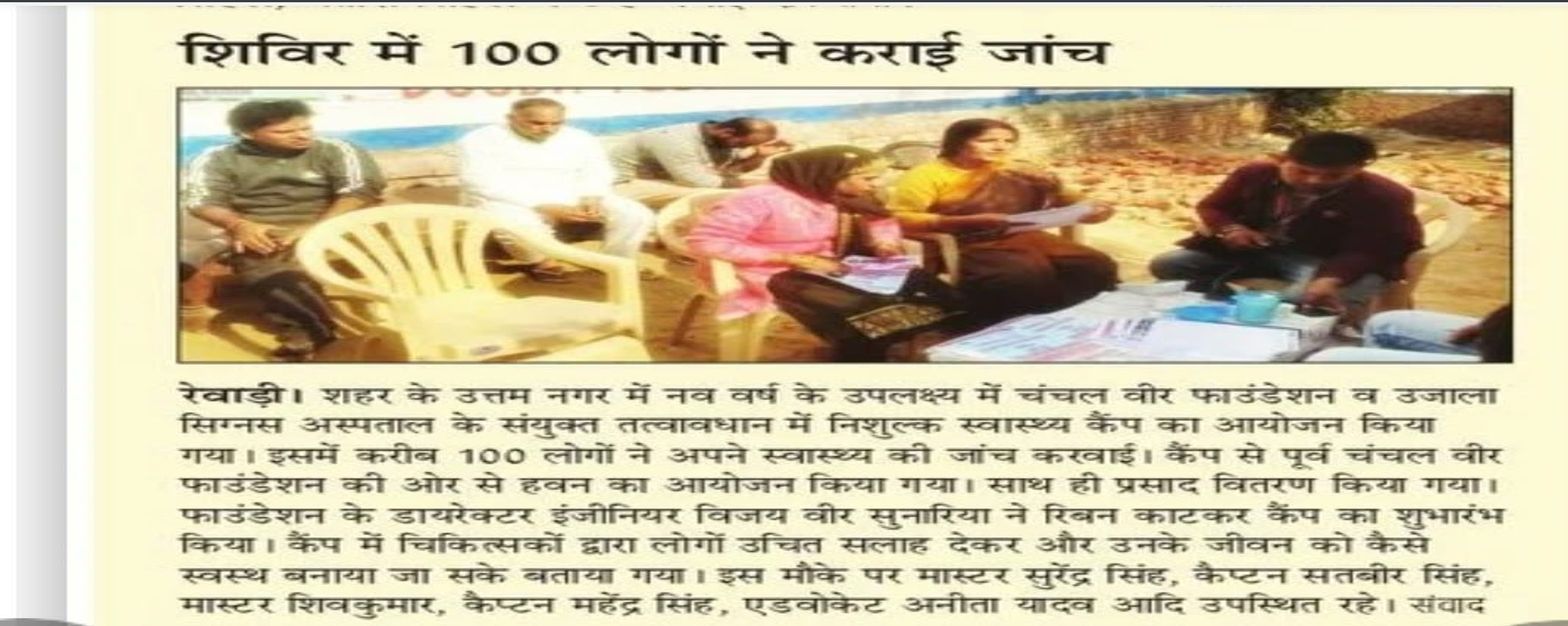 शिविर में 100 लोगों ने कराई जांच
रेवाड़ी। शहर के उत्तम नगर में नव वर्ष के उपलक्ष्य में चंचल वीर फाउंडेशन व उजाला
सिग्नस अस्पताल के संयुक्त तत्वावधान में निशुल्क स्वास्थ्य कैंप का आयोजन किया
गया। इसमें करीब 100 लोगों ने अपने स्वास्थ्य की जांच करवाई। कैंप से पूर्व चंचल वीर
फाउंडेशन की ओर से हवन का आयोजन किया गया। साथ ही प्रसाद वितरण किया गया।
फाउंडेशन के डायरेक्टर इंजीनियर विजय वीर सुनारिया ने रिबन काटकर कैंप का शुभारंभ
किया। कैंप में चिकित्सकों द्वारा लोगों उचित सलाह देकर और उनके जीवन को कैसे
स्वस्थ बनाया जा सके बताया गया। इस मौके पर मास्टर सुरेंद्र सिंह, कैप्टन सतबीर सिंह,
मास्टर शिवकुमार, कैप्टन महेंद्र सिंह, एडवोकेट अनीता यादव आदि उपस्थित रहे। संवाद